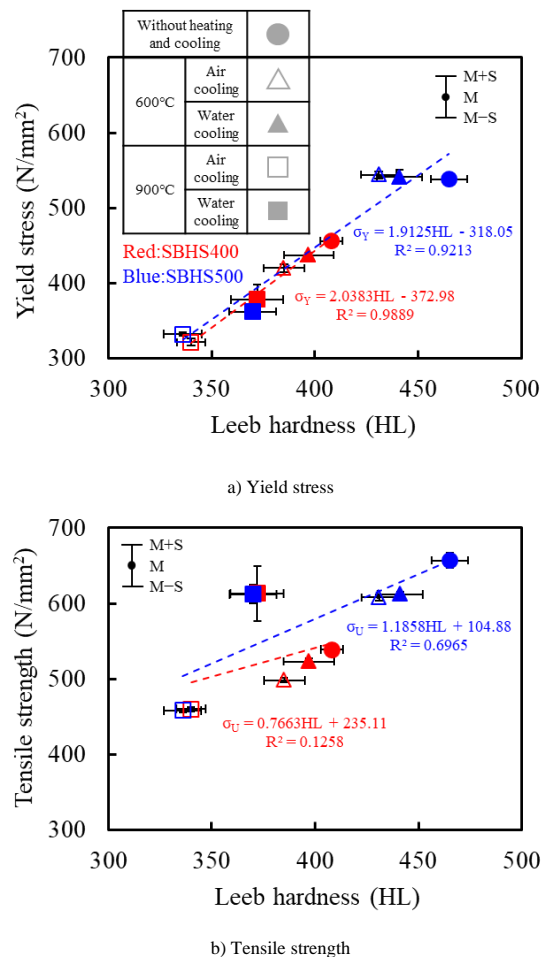 Without heating
and cooling
600℃
Air
cooling
Water
cooling
900℃
Air
cooling
Water
cooling
M+S
M
M−S
Red:SBHS400
Blue:SBHS500
σY = 1.9125HL - 318.05
R² = 0.9213
σY = 2.0383HL - 372.98
R² = 0.9889
Yield stress (N/mm²)
700
600
500
400
300
300
350
400
450
500
Leeb hardness (HL)
a) Yield stress
M+S
M
M−S
σU = 1.1858HL + 104.88
R² = 0.6965
σU = 0.7663HL + 235.11
R² = 0.1258
Tensile strength (N/mm²)
700
600
500
400
300
300
350
400
450
500
Leeb hardness (HL)
b) Tensile strength